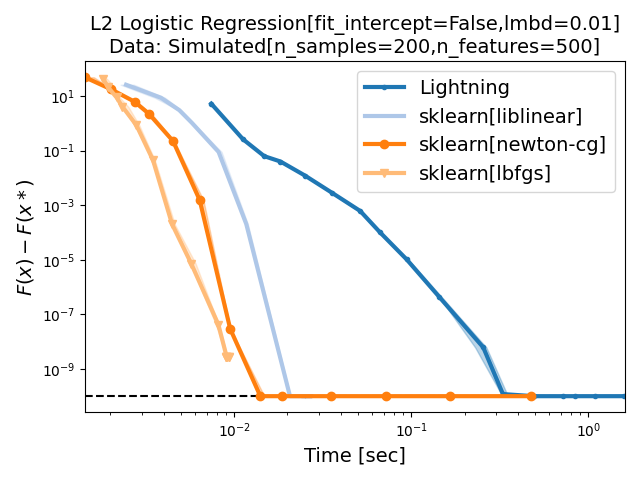 L2 Logistic Regression[fit_intercept=False,lmbd=0.01]
Data: Simulated[n_samples=200,n_features=500]
Lightning
sklearn[liblinear]
sklearn[newton-cg]
sklearn[lbfgs]
F(x) − F(x*)
10¹
10⁻¹
10⁻³
10⁻⁵
10⁻⁷
10⁻⁹
10⁻²
10⁻¹
10⁰
Time [sec]